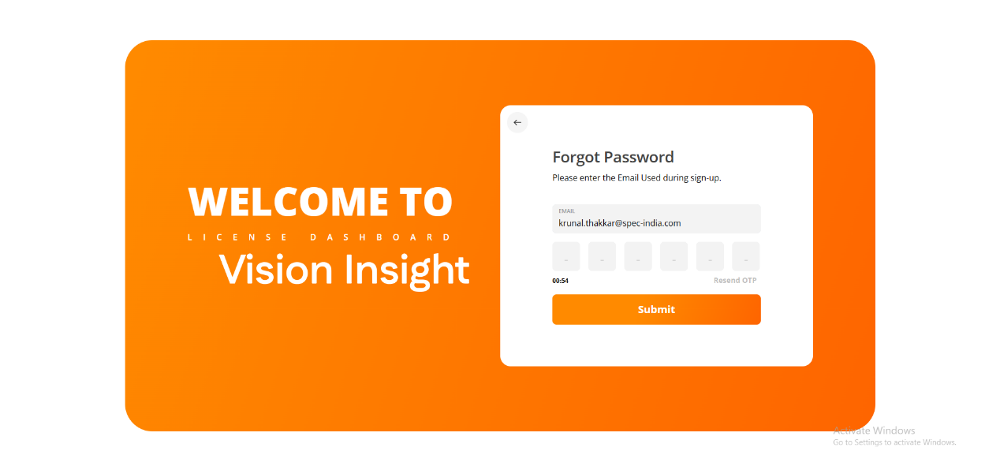 WELCOME TO
LICENSE DASHBOARD
Vision Insight
Forgot Password
Please enter the Email Used during sign-up.
EMAIL
krunal.thakkar@spec-india.com
_ _ _ _ _ _
00:54 Resend OTP
Submit
Activate Windows
Go to Settings to activate Windows.